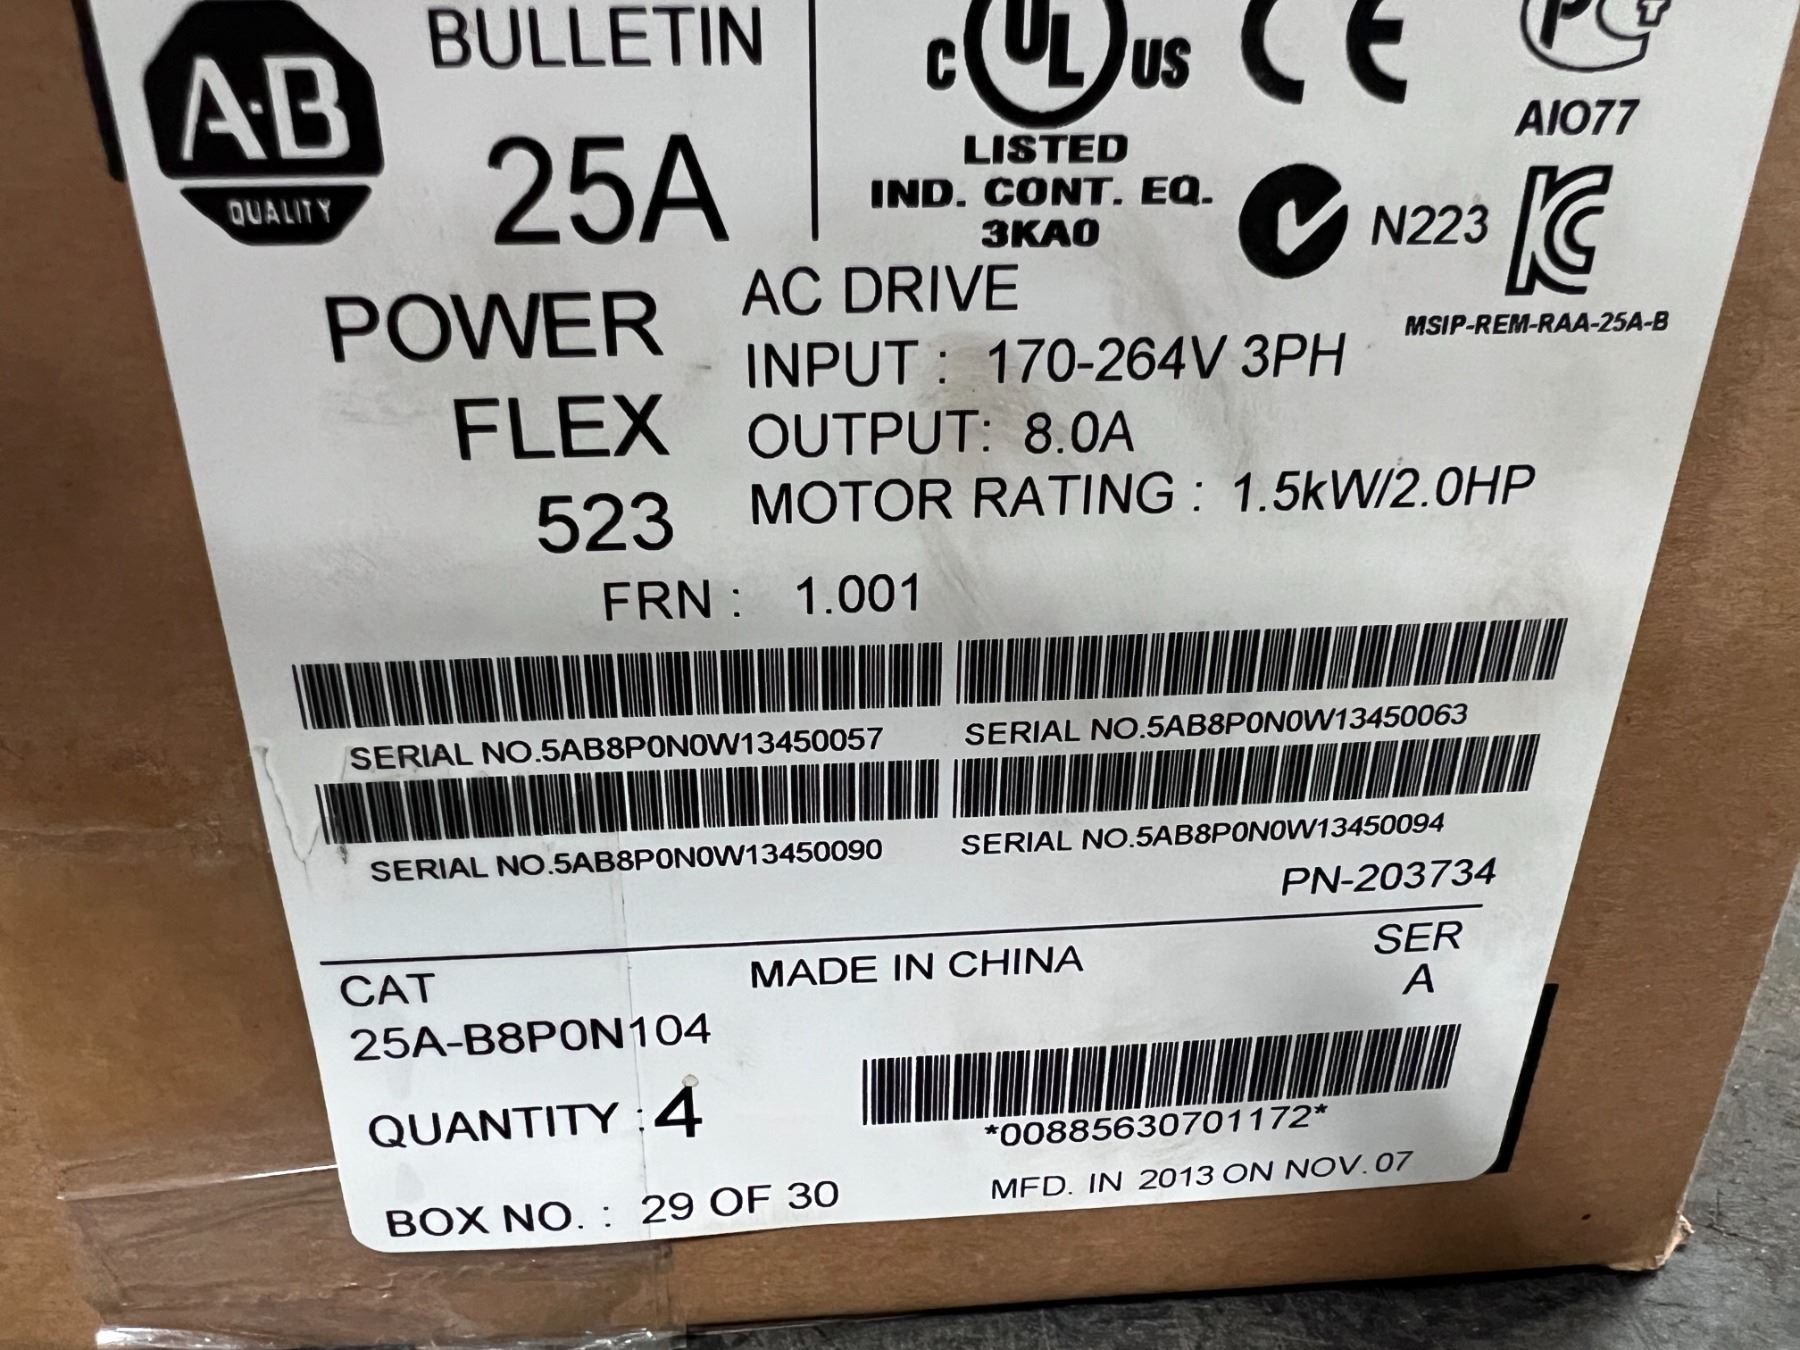 A·B
QUALITY
BULLETIN
25A
POWER
FLEX
523
FRN : 1.001
C UL US
LISTED
IND. CONT. EQ.
3KA0
CE
PCT
AIO77
N223
KC
MSIP-REM-RAA-25A-B
AC DRIVE
INPUT : 170-264V 3PH
OUTPUT: 8.0A
MOTOR RATING : 1.5kW/2.0HP
SERIAL NO.5AB8P0N0W13450057
SERIAL NO.5AB8P0N0W13450063
SERIAL NO.5AB8P0N0W13450090
SERIAL NO.5AB8P0N0W13450094
PN-203734
CAT
25A-B8P0N104
MADE IN CHINA
SER
A
QUANTITY : 4
*00885630701172*
BOX NO. : 29 OF 30
MFD. IN 2013 ON NOV. 07